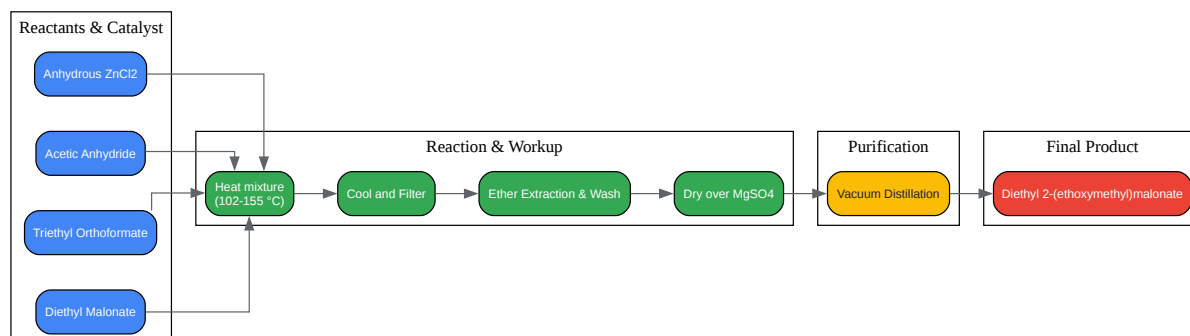 Reactants & Catalyst
Anhydrous ZnCl2
Acetic Anhydride
Triethyl Orthoformate
Diethyl Malonate
Reaction & Workup
Heat mixture
(102-155 °C)
Cool and Filter
Ether Extraction & Wash
Dry over MgSO4
Purification
Vacuum Distillation
Final Product
Diethyl 2-(ethoxymethyl)malonate